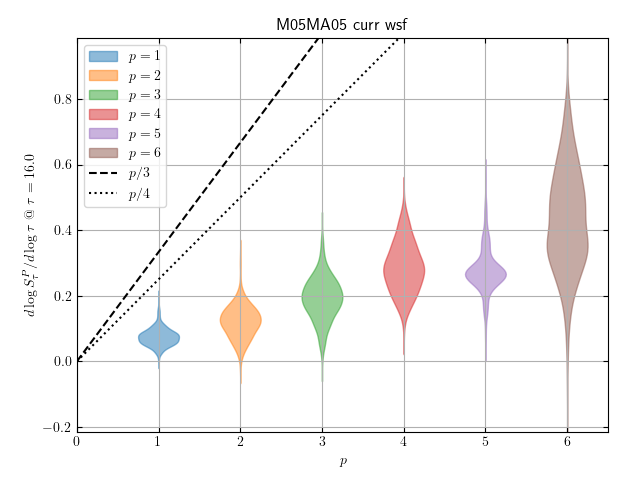 M05MA05 curr wsf
p = 1
p = 2
p = 3
p = 4
p = 5
p = 6
p/3
p/4
d log S_τ^P / d log τ @ τ = 16.0
0.8
0.6
0.4
0.2
0.0
−0.2
0 1 2 3 4 5 6
p